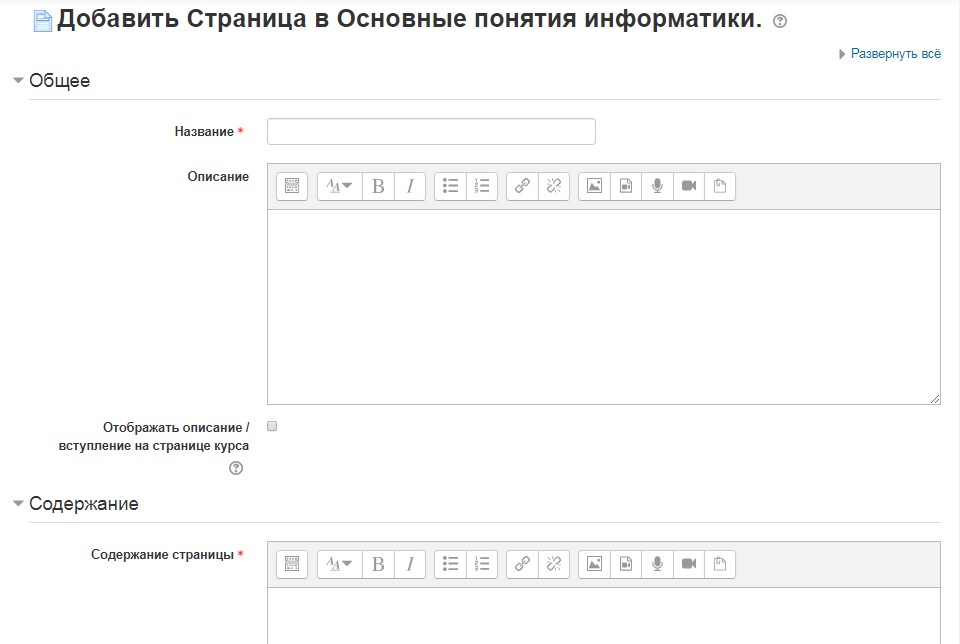 Добавить Страница в Основные понятия информатики.
Развернуть всё
Общее
Название *
Описание
Отображать описание /
вступление на странице курса
Содержание
Содержание страницы *